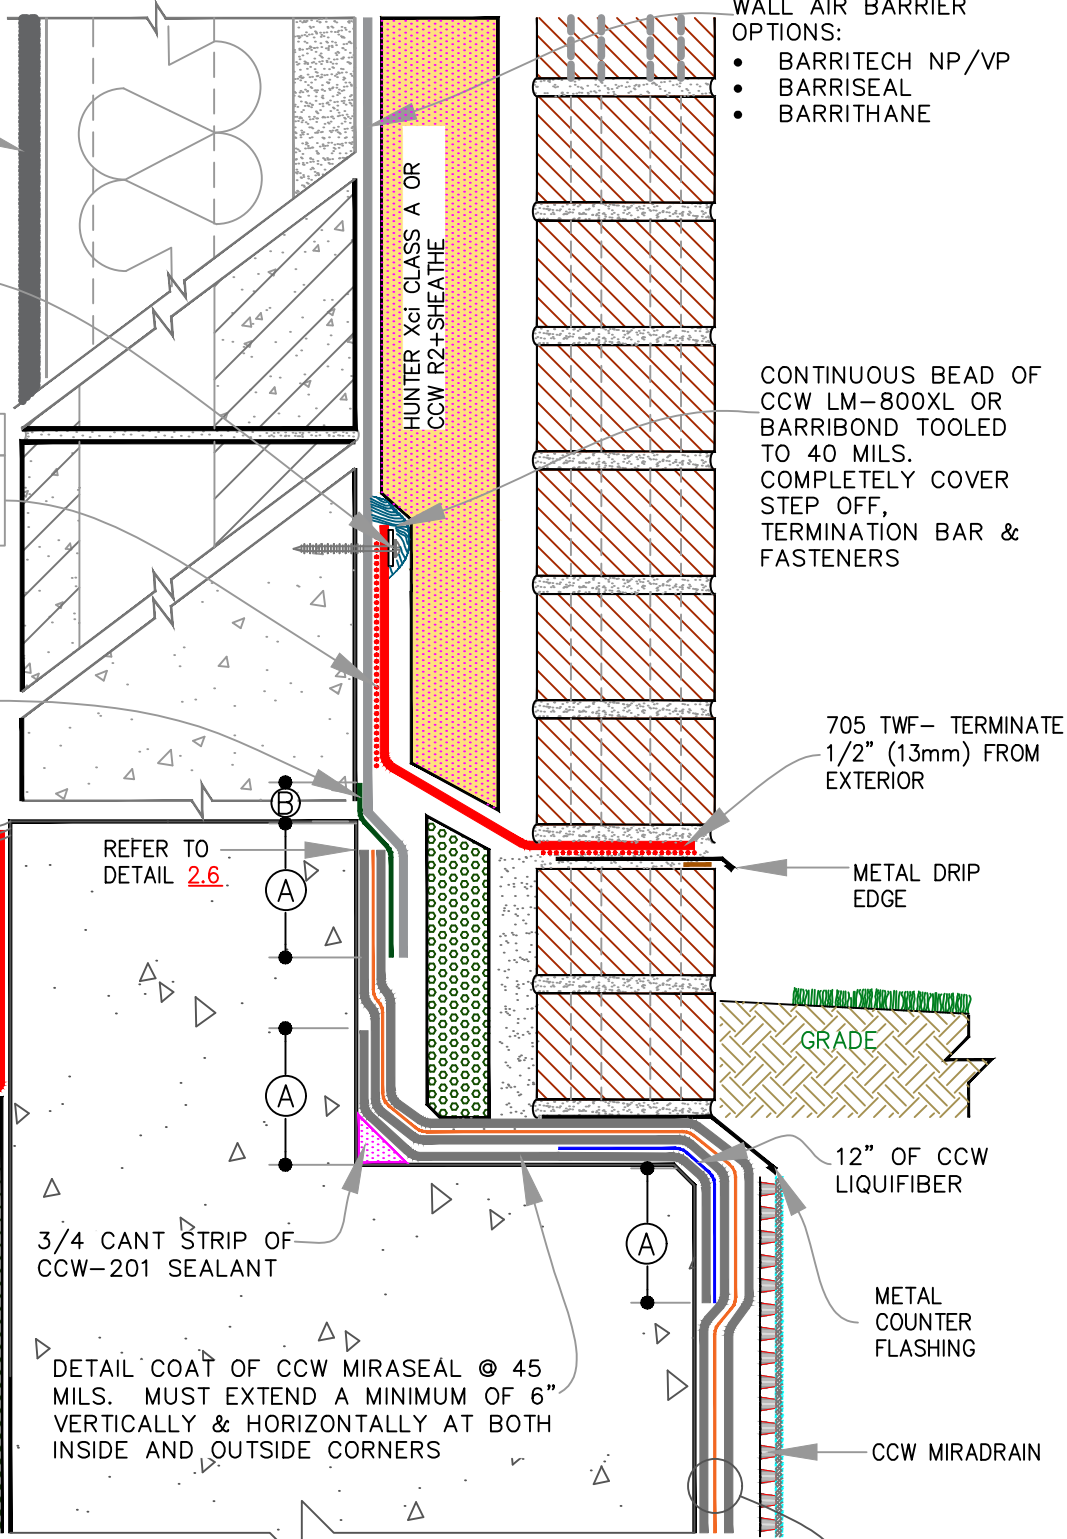 WALL AIR BARRIER
OPTIONS:
• BARRITECH NP/VP
• BARRISEAL
• BARRITHANE
HUNTER Xci CLASS A OR
CCW R2+SHEATHE
CONTINUOUS BEAD OF
CCW LM-800XL OR
BARRIBOND TOOLED
TO 40 MILS.
COMPLETELY COVER
STEP OFF,
TERMINATION BAR &
FASTENERS
705 TWF- TERMINATE
1/2" (13mm) FROM
EXTERIOR
B
REFER TO
DETAIL 2.6
A
METAL DRIP
EDGE
GRADE
A
12" OF CCW
LIQUIFIBER
3/4 CANT STRIP OF
CCW-201 SEALANT
A
METAL
COUNTER
FLASHING
DETAIL COAT OF CCW MIRASEAL @ 45
MILS. MUST EXTEND A MINIMUM OF 6"
VERTICALLY & HORIZONTALLY AT BOTH
INSIDE AND OUTSIDE CORNERS
CCW MIRADRAIN